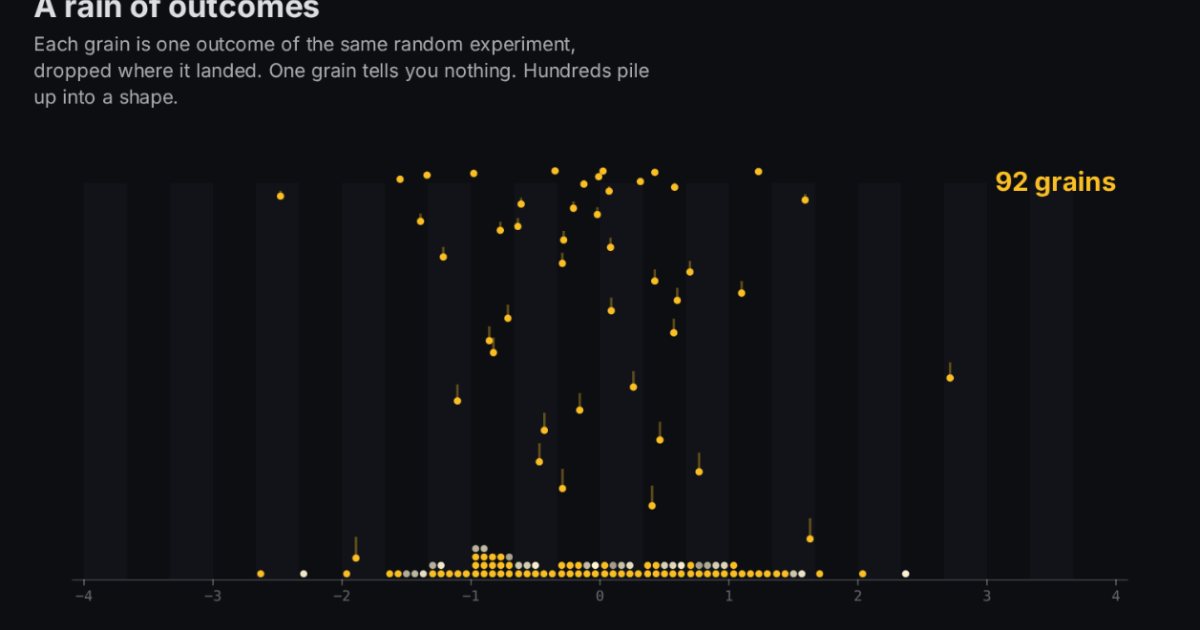 A rain of outcomes
Each grain is one outcome of the same random experiment,
dropped where it landed. One grain tells you nothing. Hundreds pile
up into a shape.
92 grains
−4 −3 −2 −1 0 1 2 3 4